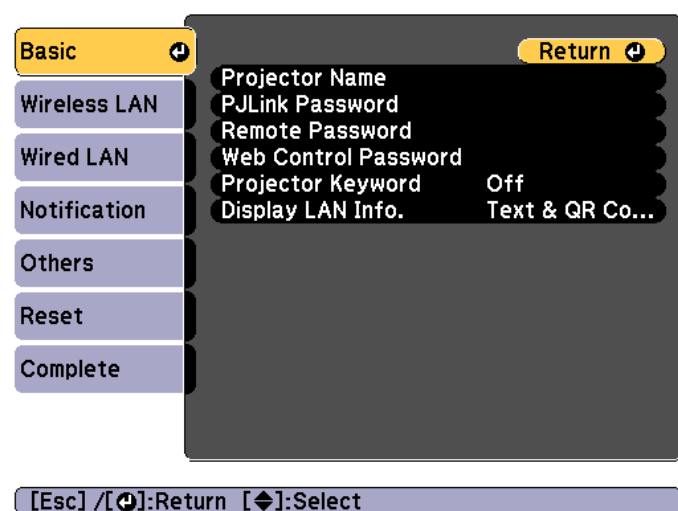 Basic
Wireless LAN
Wired LAN
Notification
Others
Reset
Complete
Return
Projector Name
PJLink Password
Remote Password
Web Control Password
Projector Keyword Off
Display LAN Info. Text & QR Co...
[Esc] /[]:Return []:Select